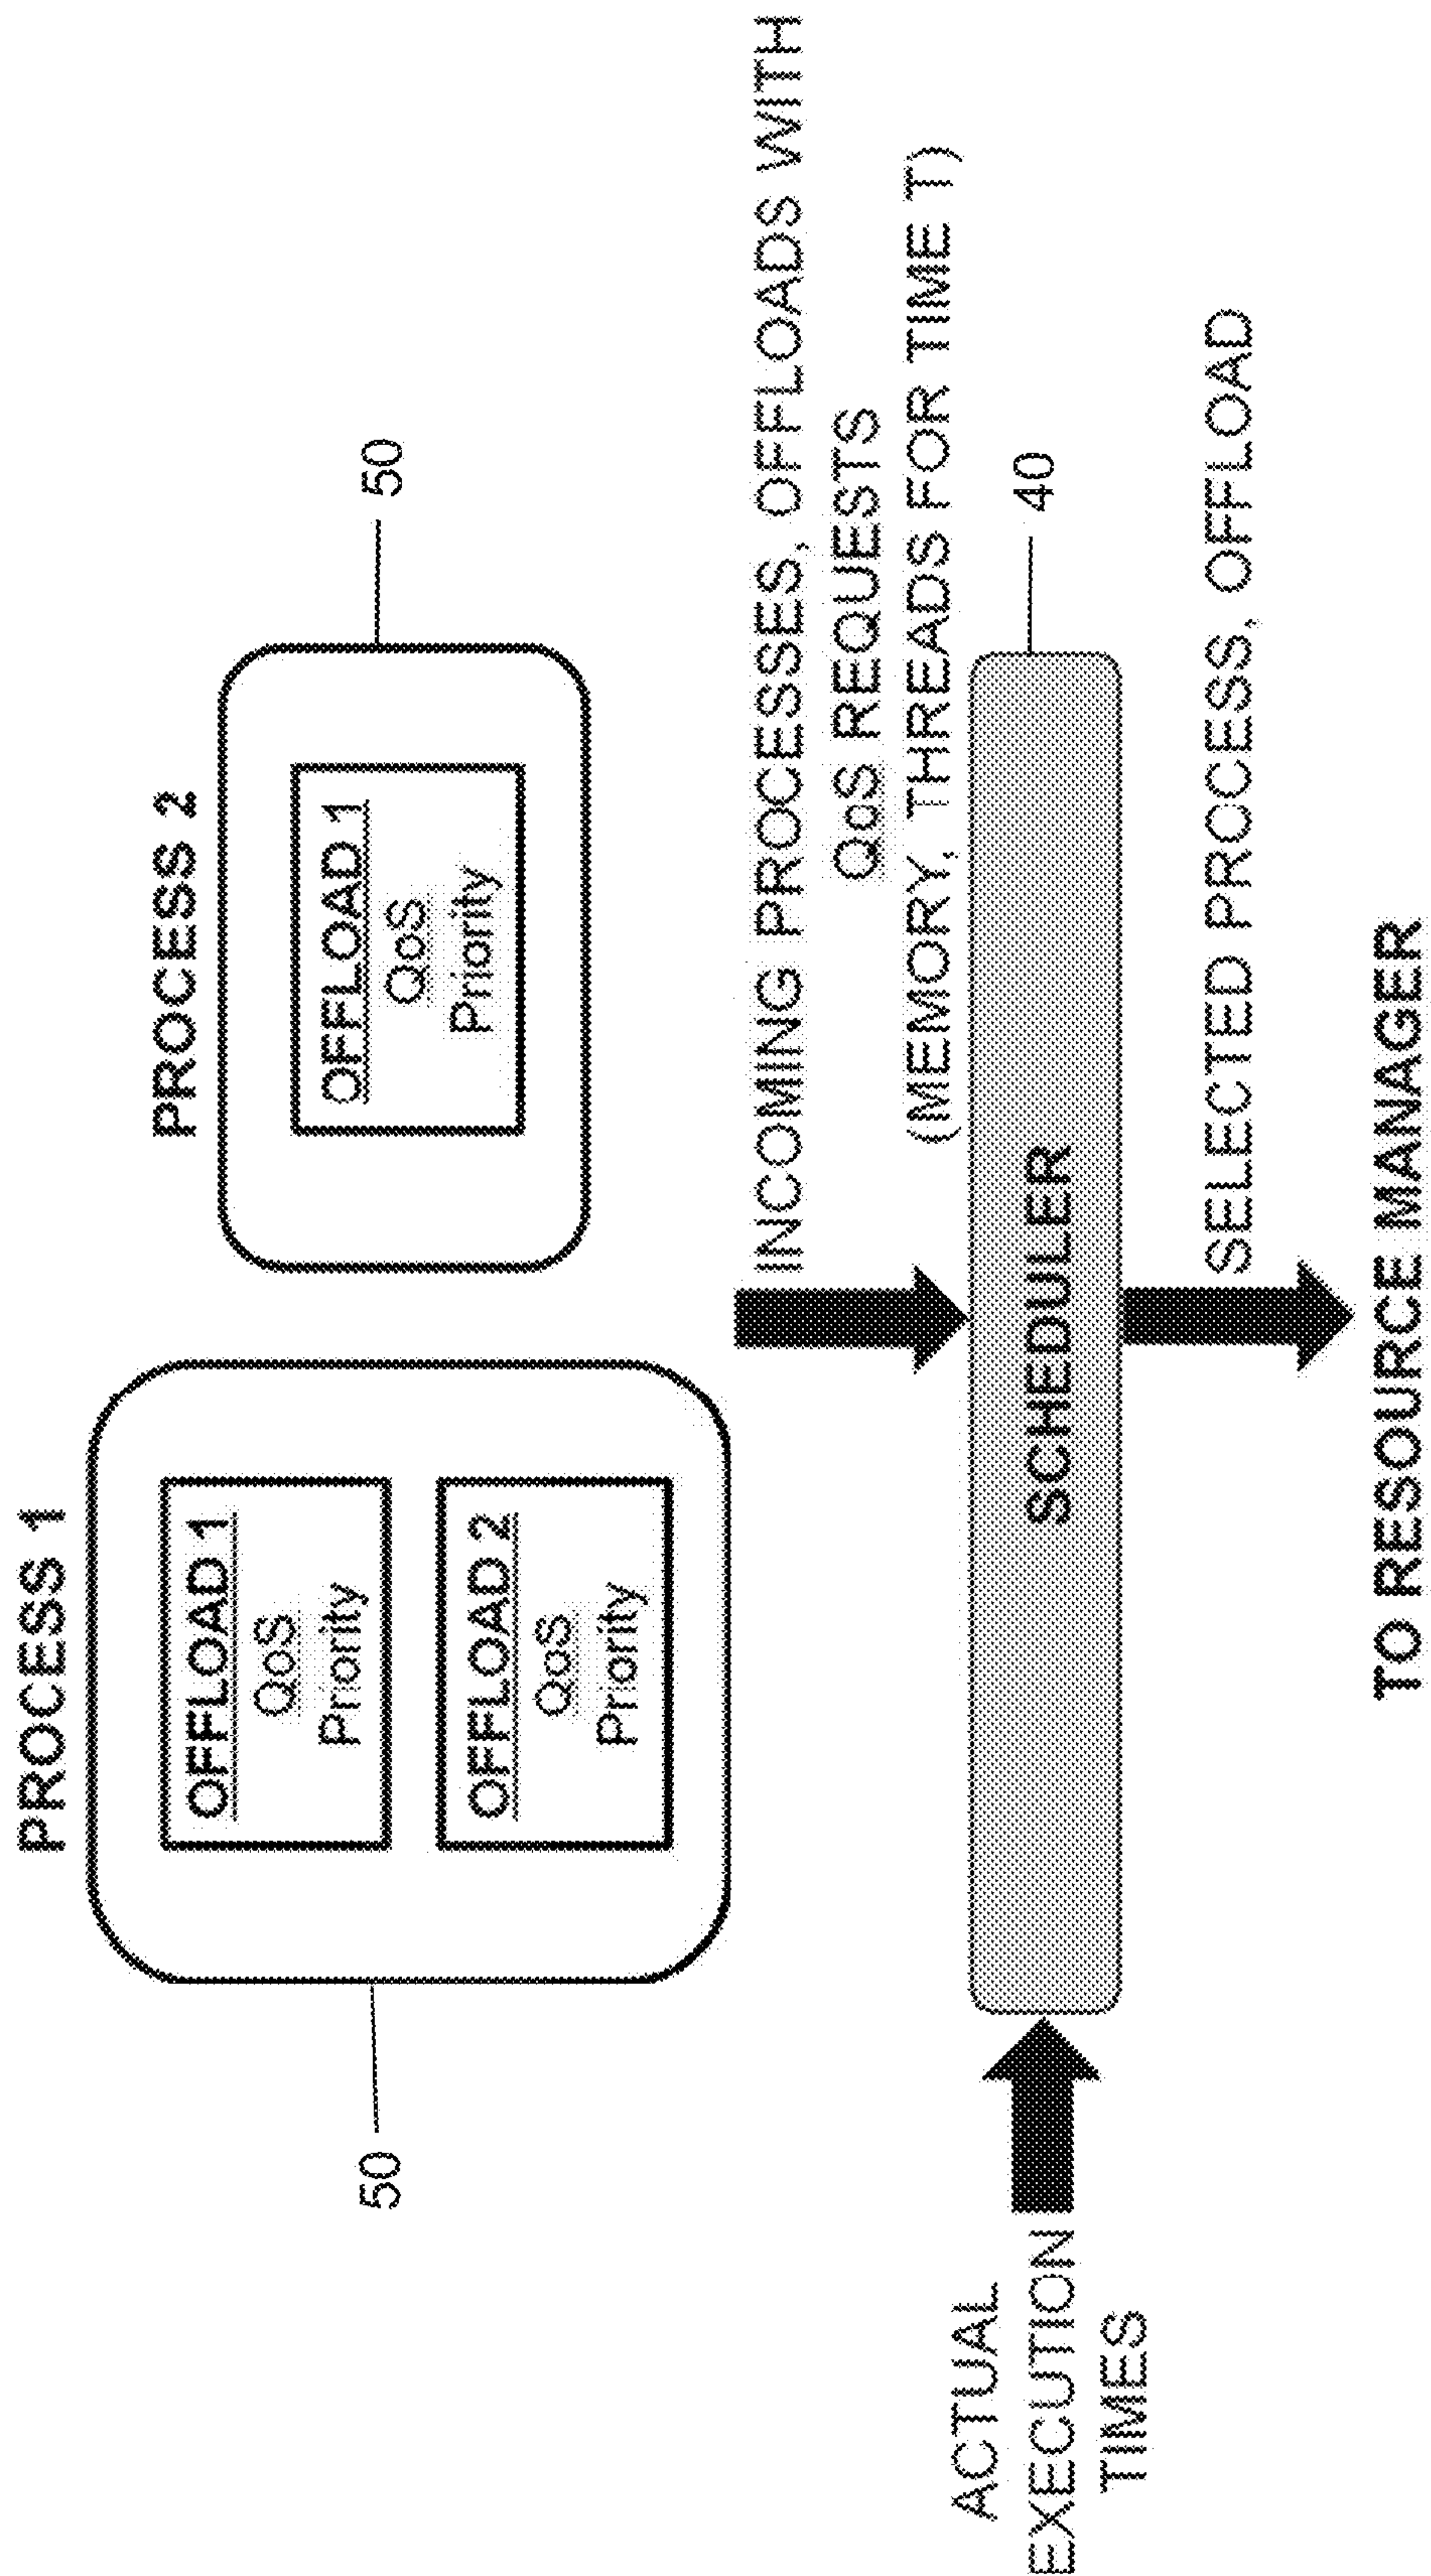 PROCESS 1
OFFLOAD 1
QoS
Priority
OFFLOAD 2
QoS
Priority
50
PROCESS 2
OFFLOAD 1
QoS
Priority
50
INCOMING PROCESSES, OFFLOADS WITH
QoS REQUESTS
(MEMORY, THREADS FOR TIME T)
ACTUAL
EXECUTION
TIMES
SCHEDULER
40
SELECTED PROCESS, OFFLOAD
TO RESOURCE MANAGER